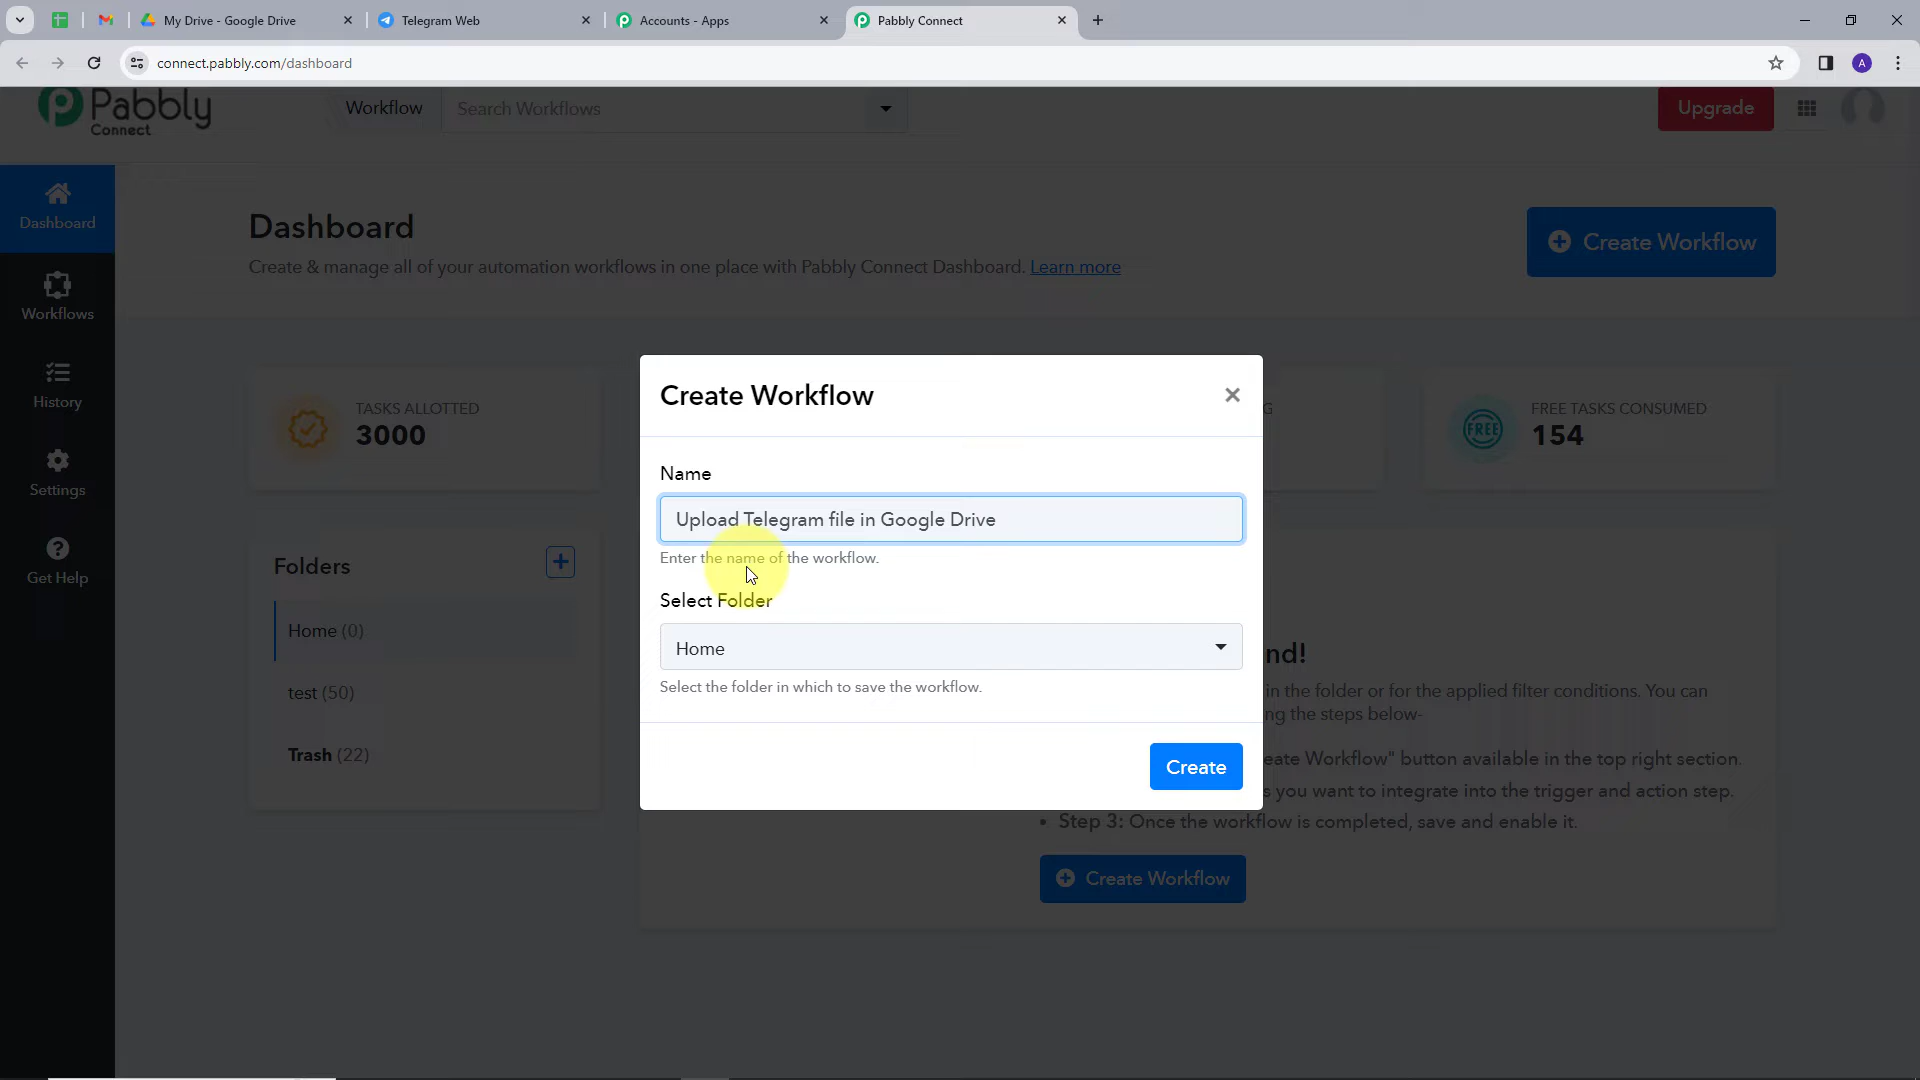 My Drive - Google Drive
Telegram Web
Accounts - Apps
Pabbly Connect
connect.pabbly.com/dashboard
A
Pabbly
Connect
Workflow
Search Workflows
Upgrade
Dashboard
Workflows
History
Settings
Get Help
Dashboard
Create & manage all of your automation workflows in one place with Pabbly Connect Dashboard. Learn more
Create Workflow
TASKS ALLOTTED
3000
G
FREE
FREE TASKS CONSUMED
154
Folders
Home (0)
test (50)
Trash (22)
Create Workflow
Name
Upload Telegram file in Google Drive
Enter the name of the workflow.
Select Folder
Home
Select the folder in which to save the workflow.
Create
nd!
in the folder or for the applied filter conditions. You can
ng the steps below-
eate Workflow" button available in the top right section.
s you want to integrate into the trigger and action step.
• Step 3: Once the workflow is completed, save and enable it.
Create Workflow